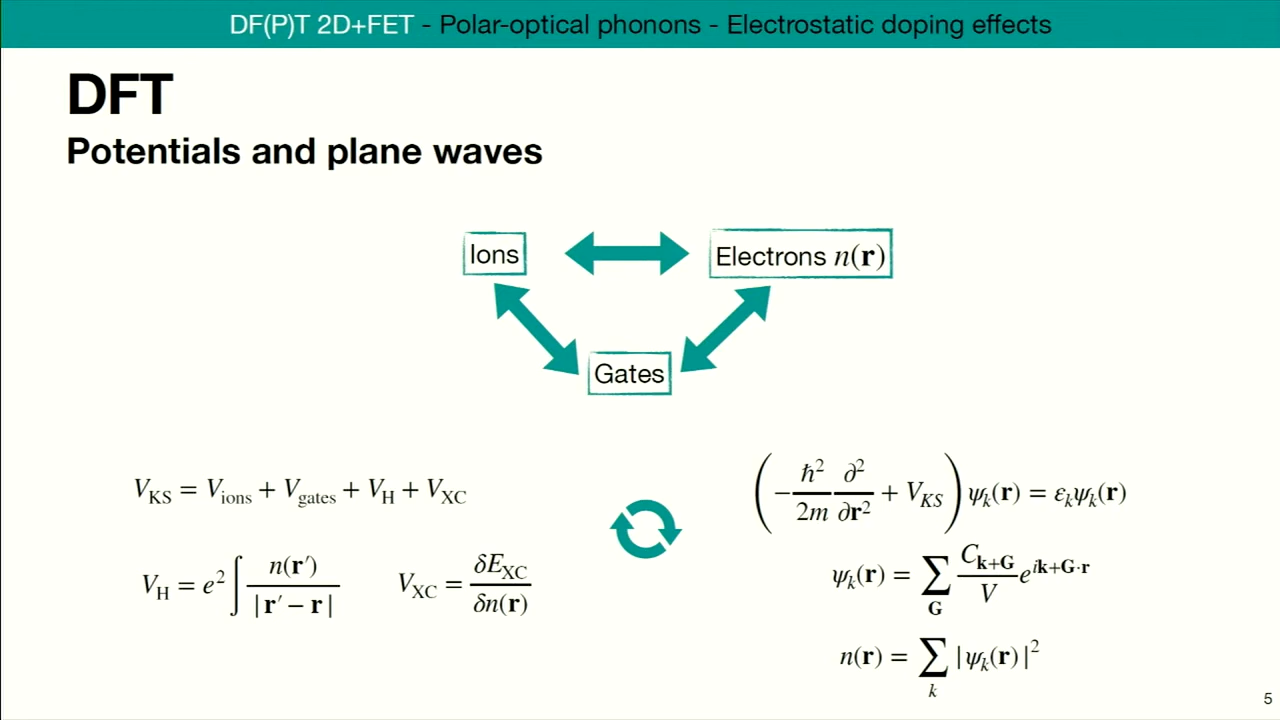 DF(P)T 2D+FET - Polar-optical phonons - Electrostatic doping effects
DFT
Potentials and plane waves
Ions
Electrons n(r)
Gates
V_KS = V_ions + V_gates + V_H + V_XC
V_H = e² ∫ n(r′) / |r′ − r|
V_XC = δE_XC / δn(r)
(−ħ²/2m ∂²/∂r² + V_KS) ψ_k(r) = ε_k ψ_k(r)
ψ_k(r) = ∑_G C_{k+G}/V e^{ik+G·r}
n(r) = ∑_k |ψ_k(r)|²
5